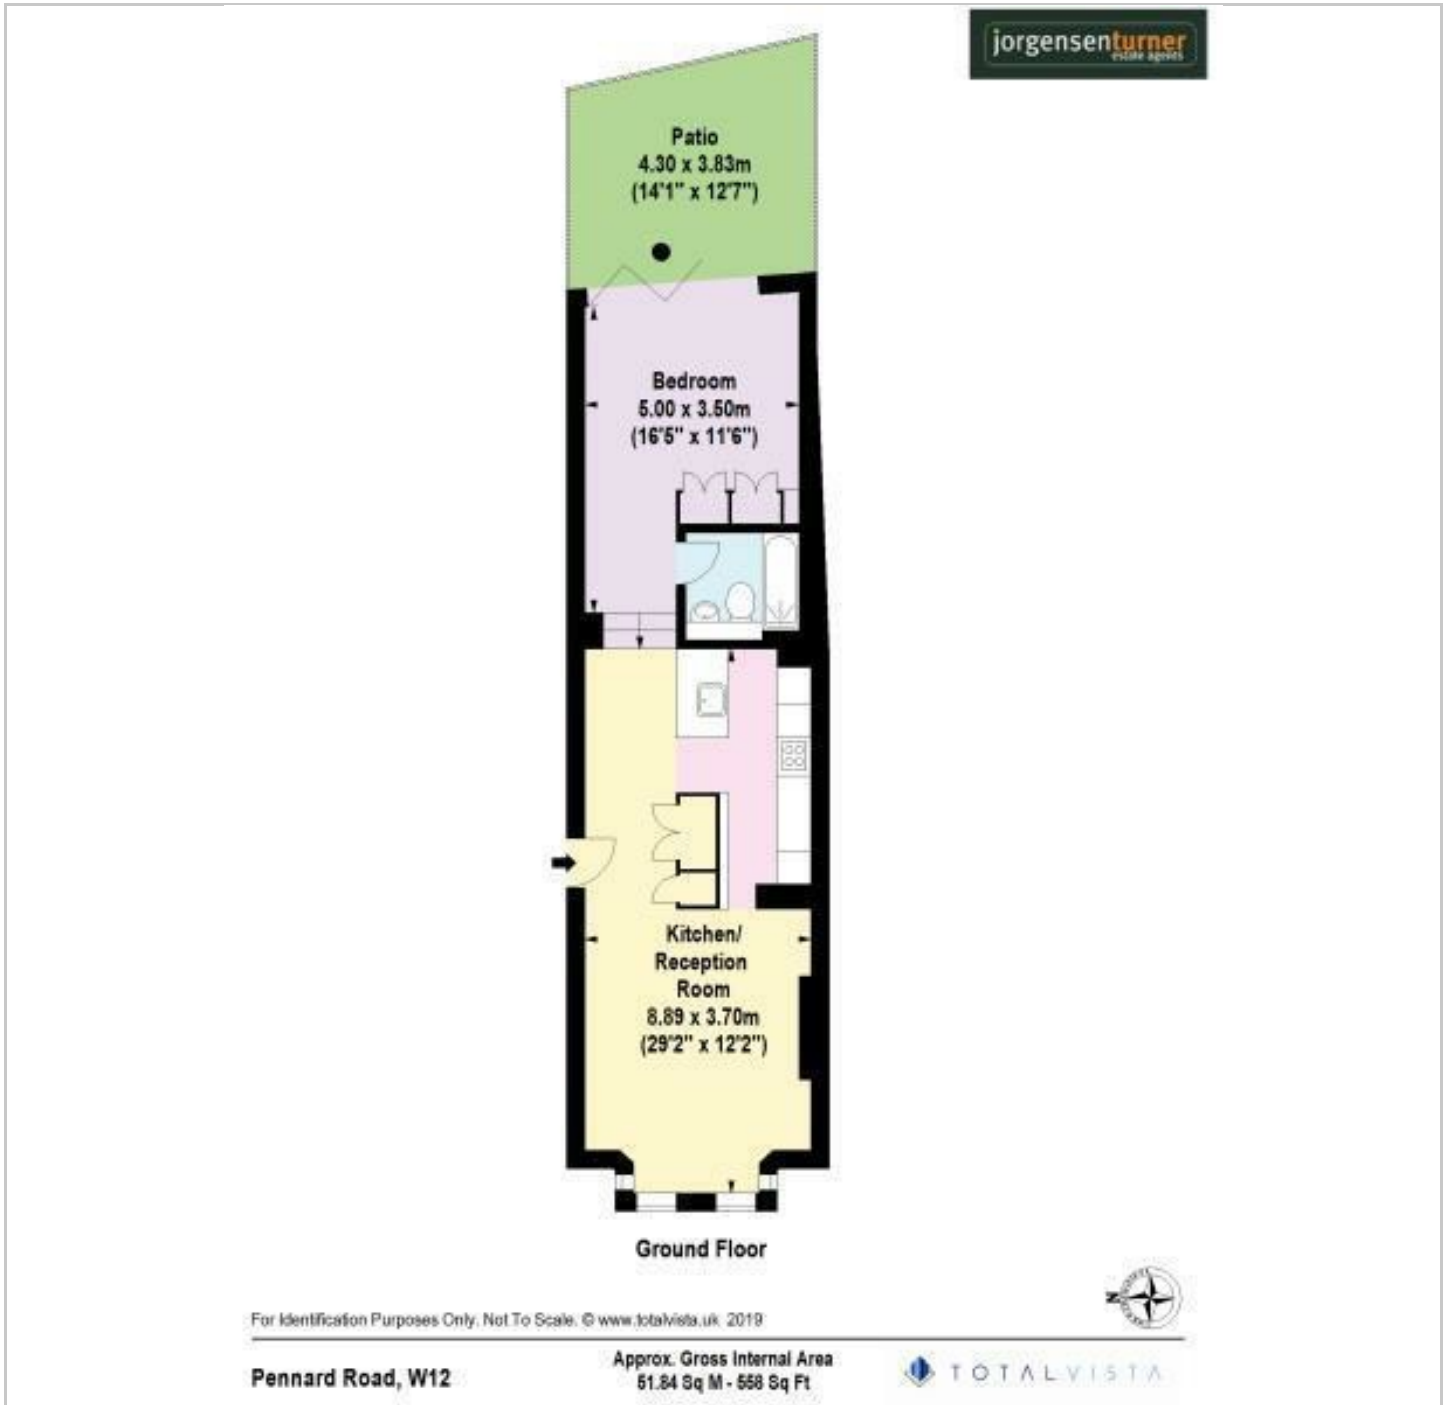 jorgensenturner
estate agents
Patio
4.30 x 3.83m
(14'1" x 12'7")
Bedroom
5.00 x 3.50m
(16'5" x 11'6")
Kitchen/
Reception
Room
8.89 x 3.70m
(29'2" x 12'2")
Ground Floor
N
For Identification Purposes Only. Not To Scale. © www.totalvista.uk 2019
Pennard Road, W12
Approx. Gross Internal Area
51.84 Sq M - 558 Sq Ft
TOTALVISTA